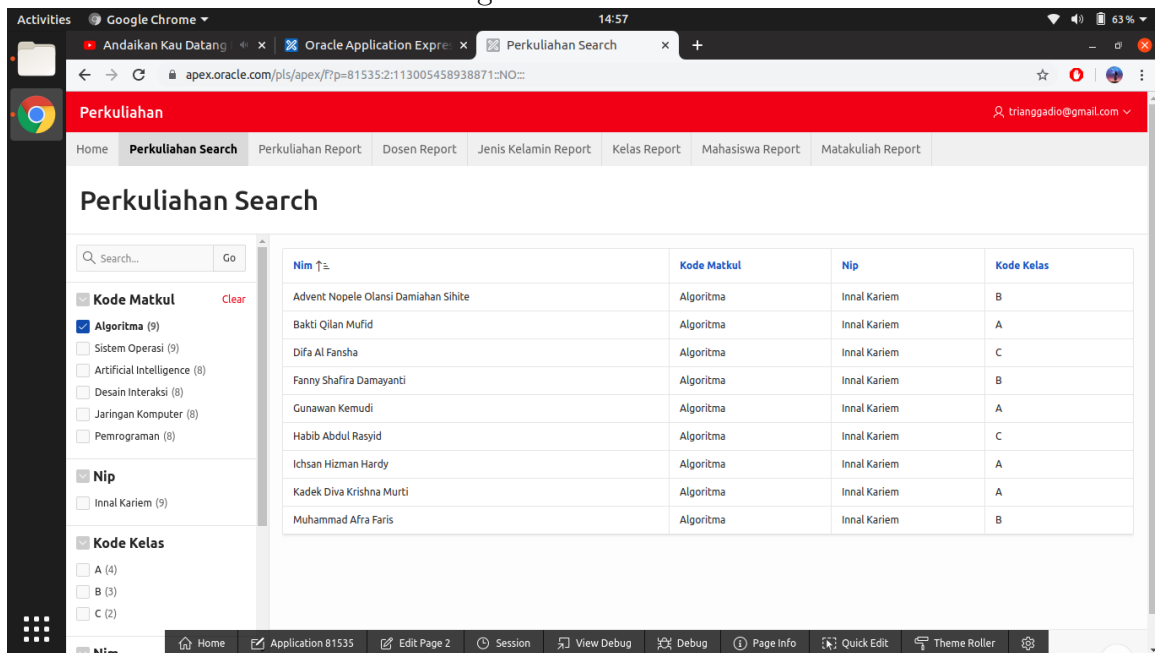 Activities Google Chrome 14:57 63 %
Andaikan Kau Datang Oracle Application Expres Perkuliahan Search
apex.oracle.com/pls/apex/f?p=81535:2:113005458938871::NO:::
Perkuliahan trianggadio@gmail.com
Home Perkuliahan Search Perkuliahan Report Dosen Report Jenis Kelamin Report Kelas Report Mahasiswa Report Matakuliah Report
Perkuliahan Search
Search... Go
Kode Matkul Clear
Algoritma (9)
Sistem Operasi (9)
Artificial Intelligence (8)
Desain Interaksi (8)
Jaringan Komputer (8)
Pemrograman (8)
Nip
Innal Kariem (9)
Kode Kelas
A (4)
B (3)
C (2)
Nim
Nim Kode Matkul Nip Kode Kelas
Advent Nopele Olansi Damiahan Sihite Algoritma Innal Kariem B
Bakti Qilan Mufid Algoritma Innal Kariem A
Difa Al Fansha Algoritma Innal Kariem C
Fanny Shafira Damayanti Algoritma Innal Kariem B
Gunawan Kemudi Algoritma Innal Kariem A
Habib Abdul Rasyid Algoritma Innal Kariem C
Ichsan Hizman Hardy Algoritma Innal Kariem A
Kadek Diva Krishna Murti Algoritma Innal Kariem A
Muhammad Afra Faris Algoritma Innal Kariem B
Home Application 81535 Edit Page 2 Session View Debug Debug Page Info Quick Edit Theme Roller